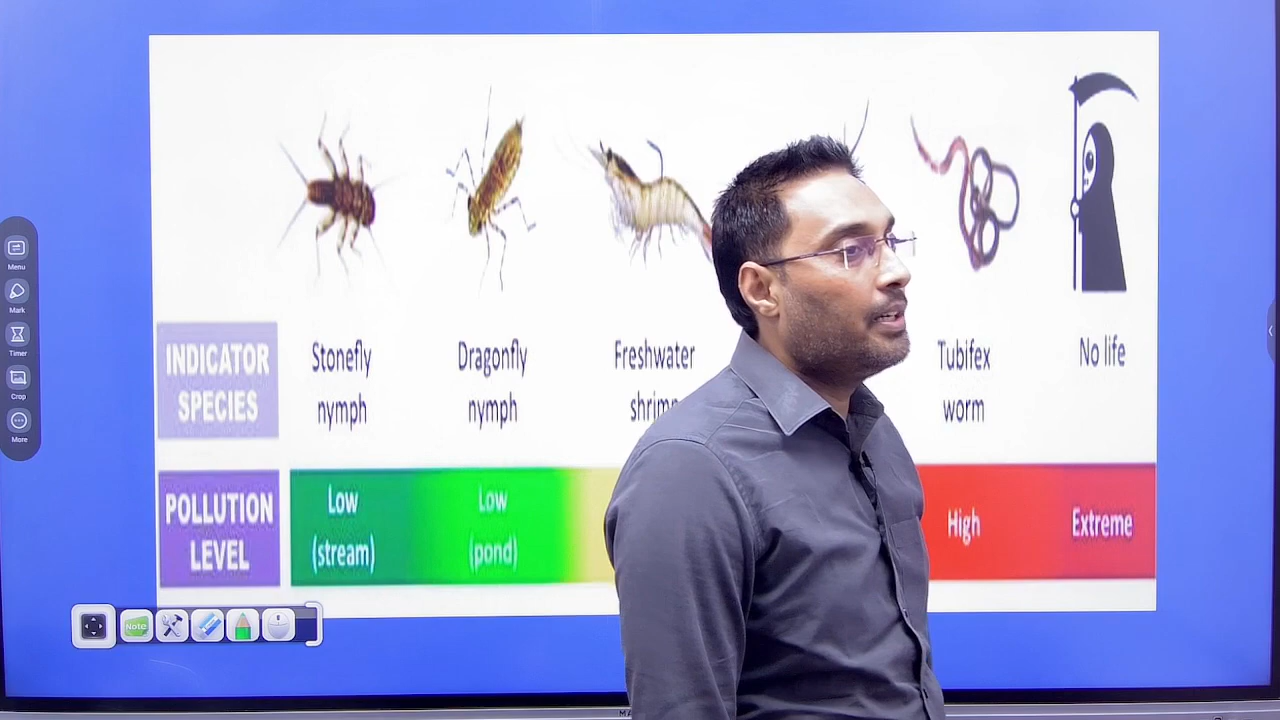 Menu
Mark
Timer
Crop
More
INDICATOR
SPECIES
Stonefly
nymph
Dragonfly
nymph
Freshwater
shrimp
Tubifex
worm
No life
POLLUTION
LEVEL
Low
(stream)
Low
(pond)
High
Extreme
Note